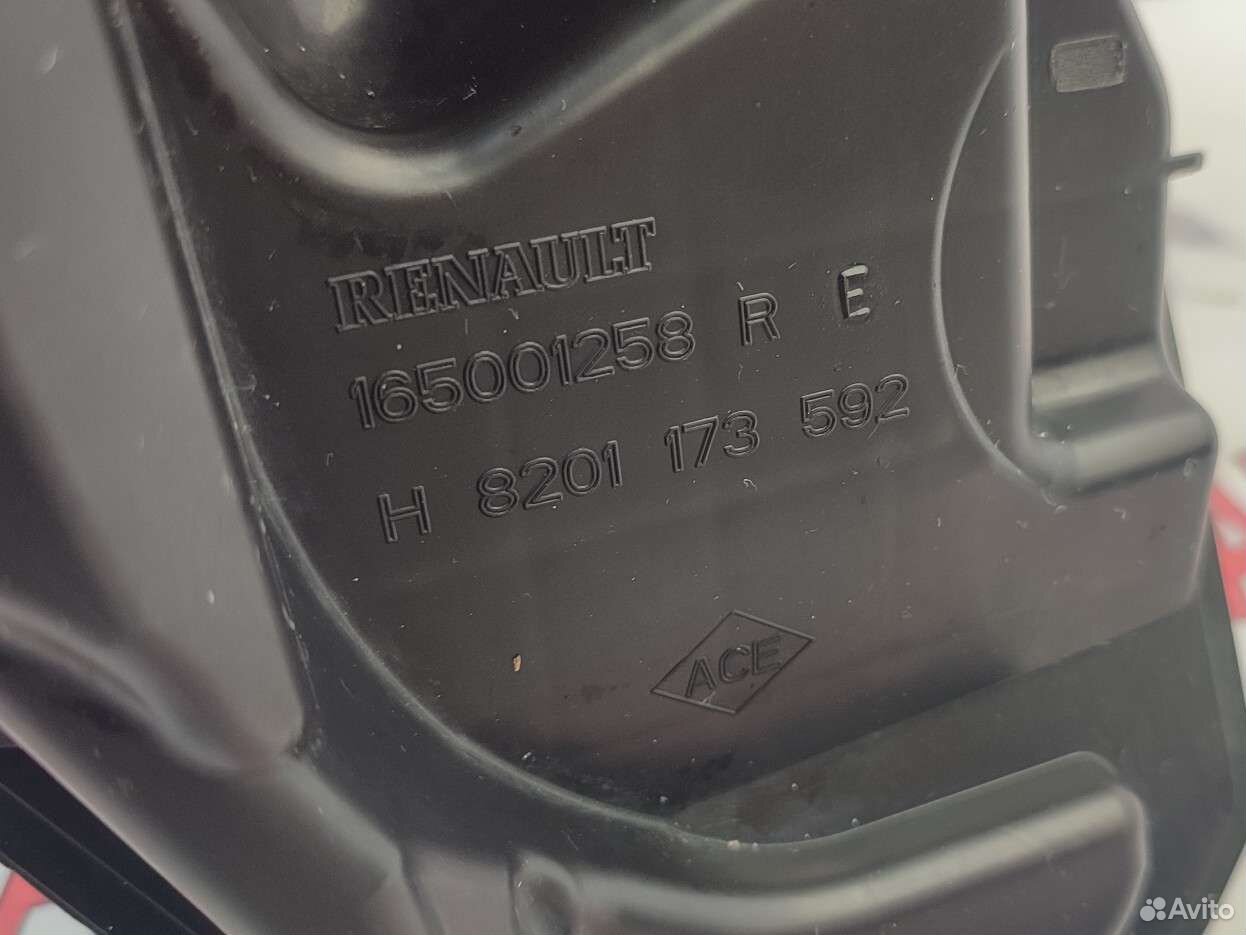 RENAULT
165001258 R E
H 8201 173 592
ACE
Avito